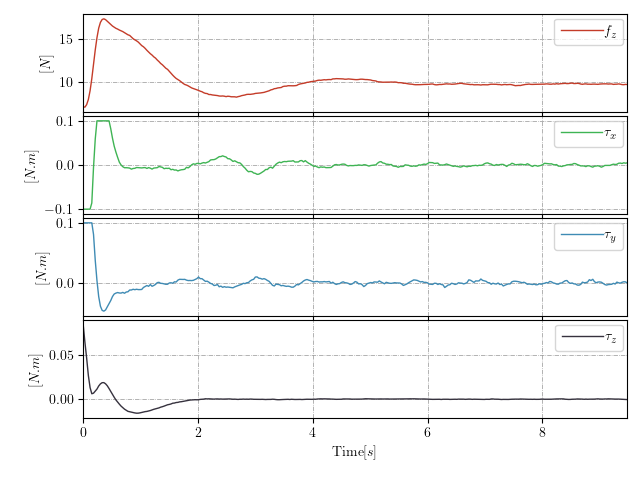 15
10
[N]
f_z
0.1
0.0
−0.1
[N.m]
τ_x
0.1
0.0
[N.m]
τ_y
0.05
0.00
[N.m]
τ_z
0 2 4 6 8
Time[s]